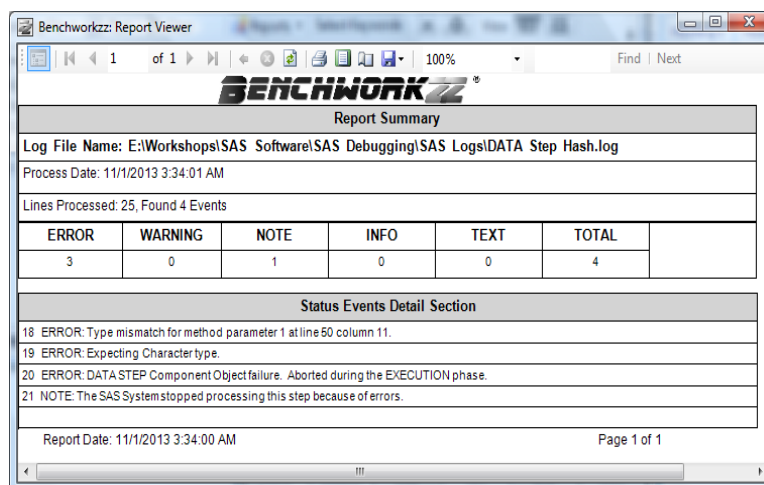 Benchworkzz: Report Viewer
1 of 1 100% Find | Next
BENCHWORKZZ®
Report Summary
Log File Name: E:\Workshops\SAS Software\SAS Debugging\SAS Logs\DATA Step Hash.log
Process Date: 11/1/2013 3:34:01 AM
Lines Processed: 25, Found 4 Events
ERROR WARNING NOTE INFO TEXT TOTAL
3 0 1 0 0 4
Status Events Detail Section
18 ERROR: Type mismatch for method parameter 1 at line 50 column 11.
19 ERROR: Expecting Character type.
20 ERROR: DATA STEP Component Object failure. Aborted during the EXECUTION phase.
21 NOTE: The SAS System stopped processing this step because of errors.
Report Date: 11/1/2013 3:34:00 AM Page 1 of 1